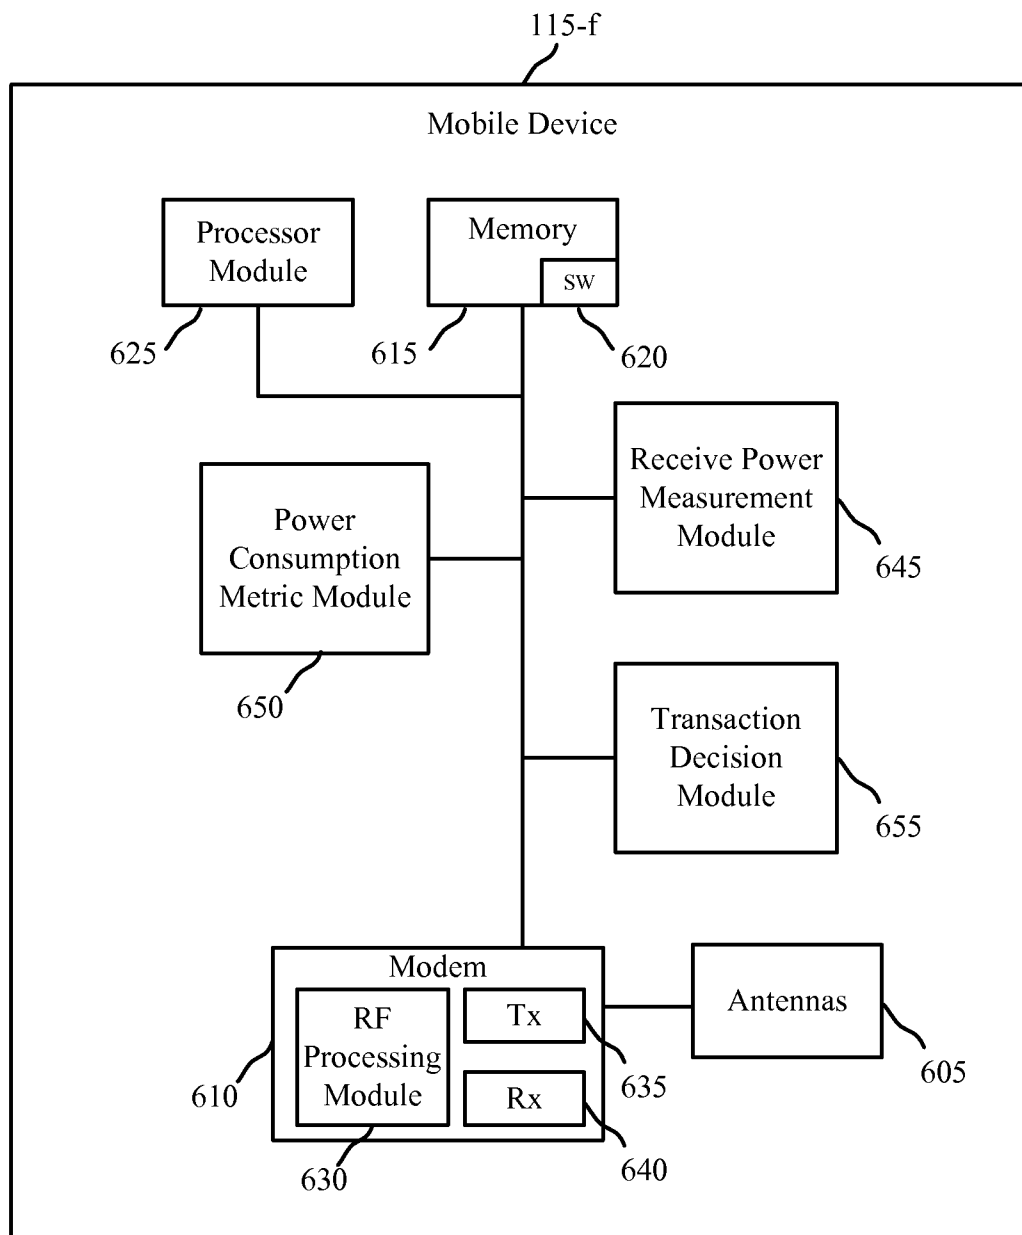 115-f
Mobile Device
Processor
Module
Memory
SW
625
615
620
Receive Power
Measurement
Module
645
Power
Consumption
Metric Module
650
Transaction
Decision
Module
655
Modem
RF
Processing
Module
Tx
Rx
Antennas
610
630
635
640
605